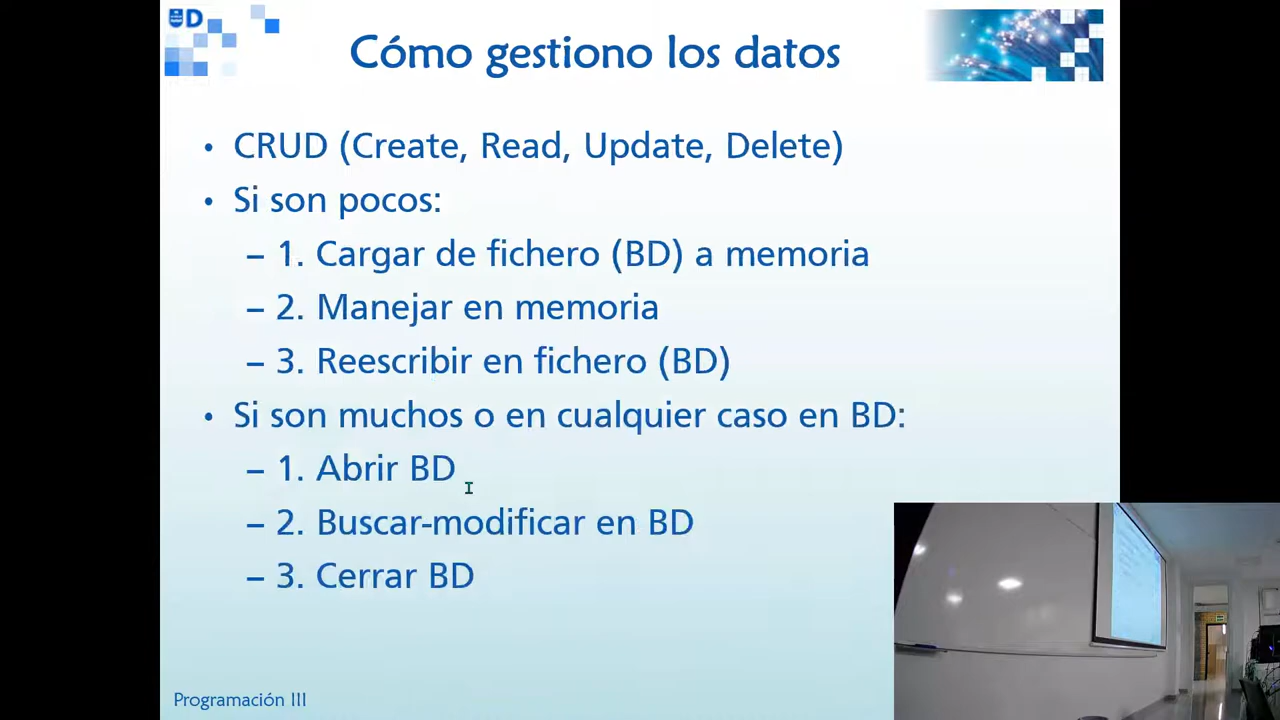 D
Cómo gestiono los datos
• CRUD (Create, Read, Update, Delete)
• Si son pocos:
– 1. Cargar de fichero (BD) a memoria
– 2. Manejar en memoria
– 3. Reescribir en fichero (BD)
• Si son muchos o en cualquier caso en BD:
– 1. Abrir BD
– 2. Buscar-modificar en BD
– 3. Cerrar BD
Programación III